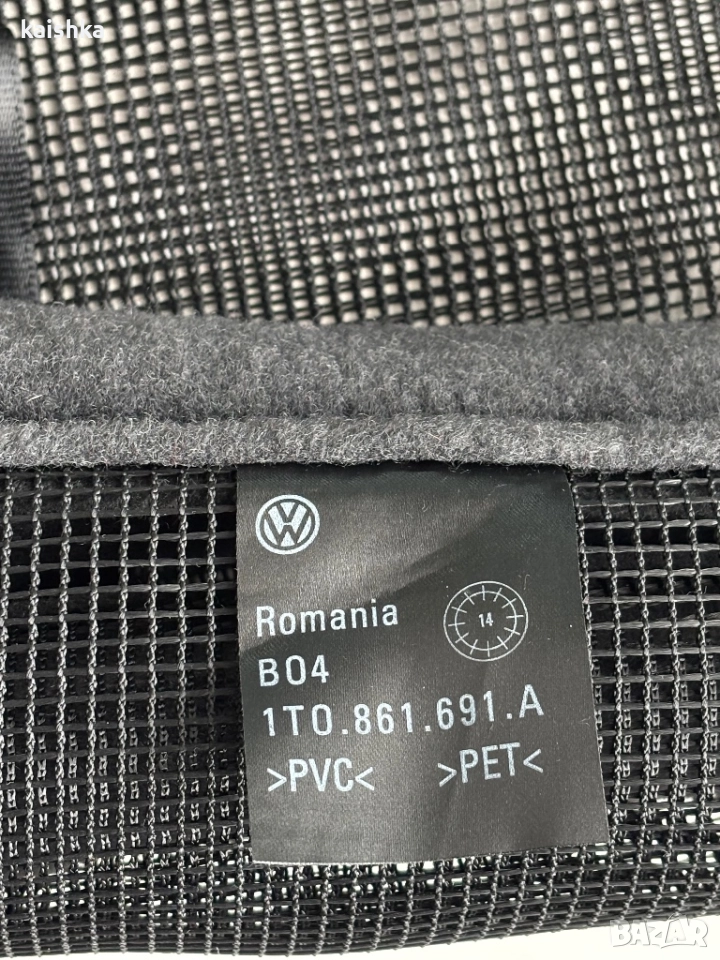 kaishka
Romania
14
B04
1T0.861.691.A
>PVC< >PET<
BAZAR